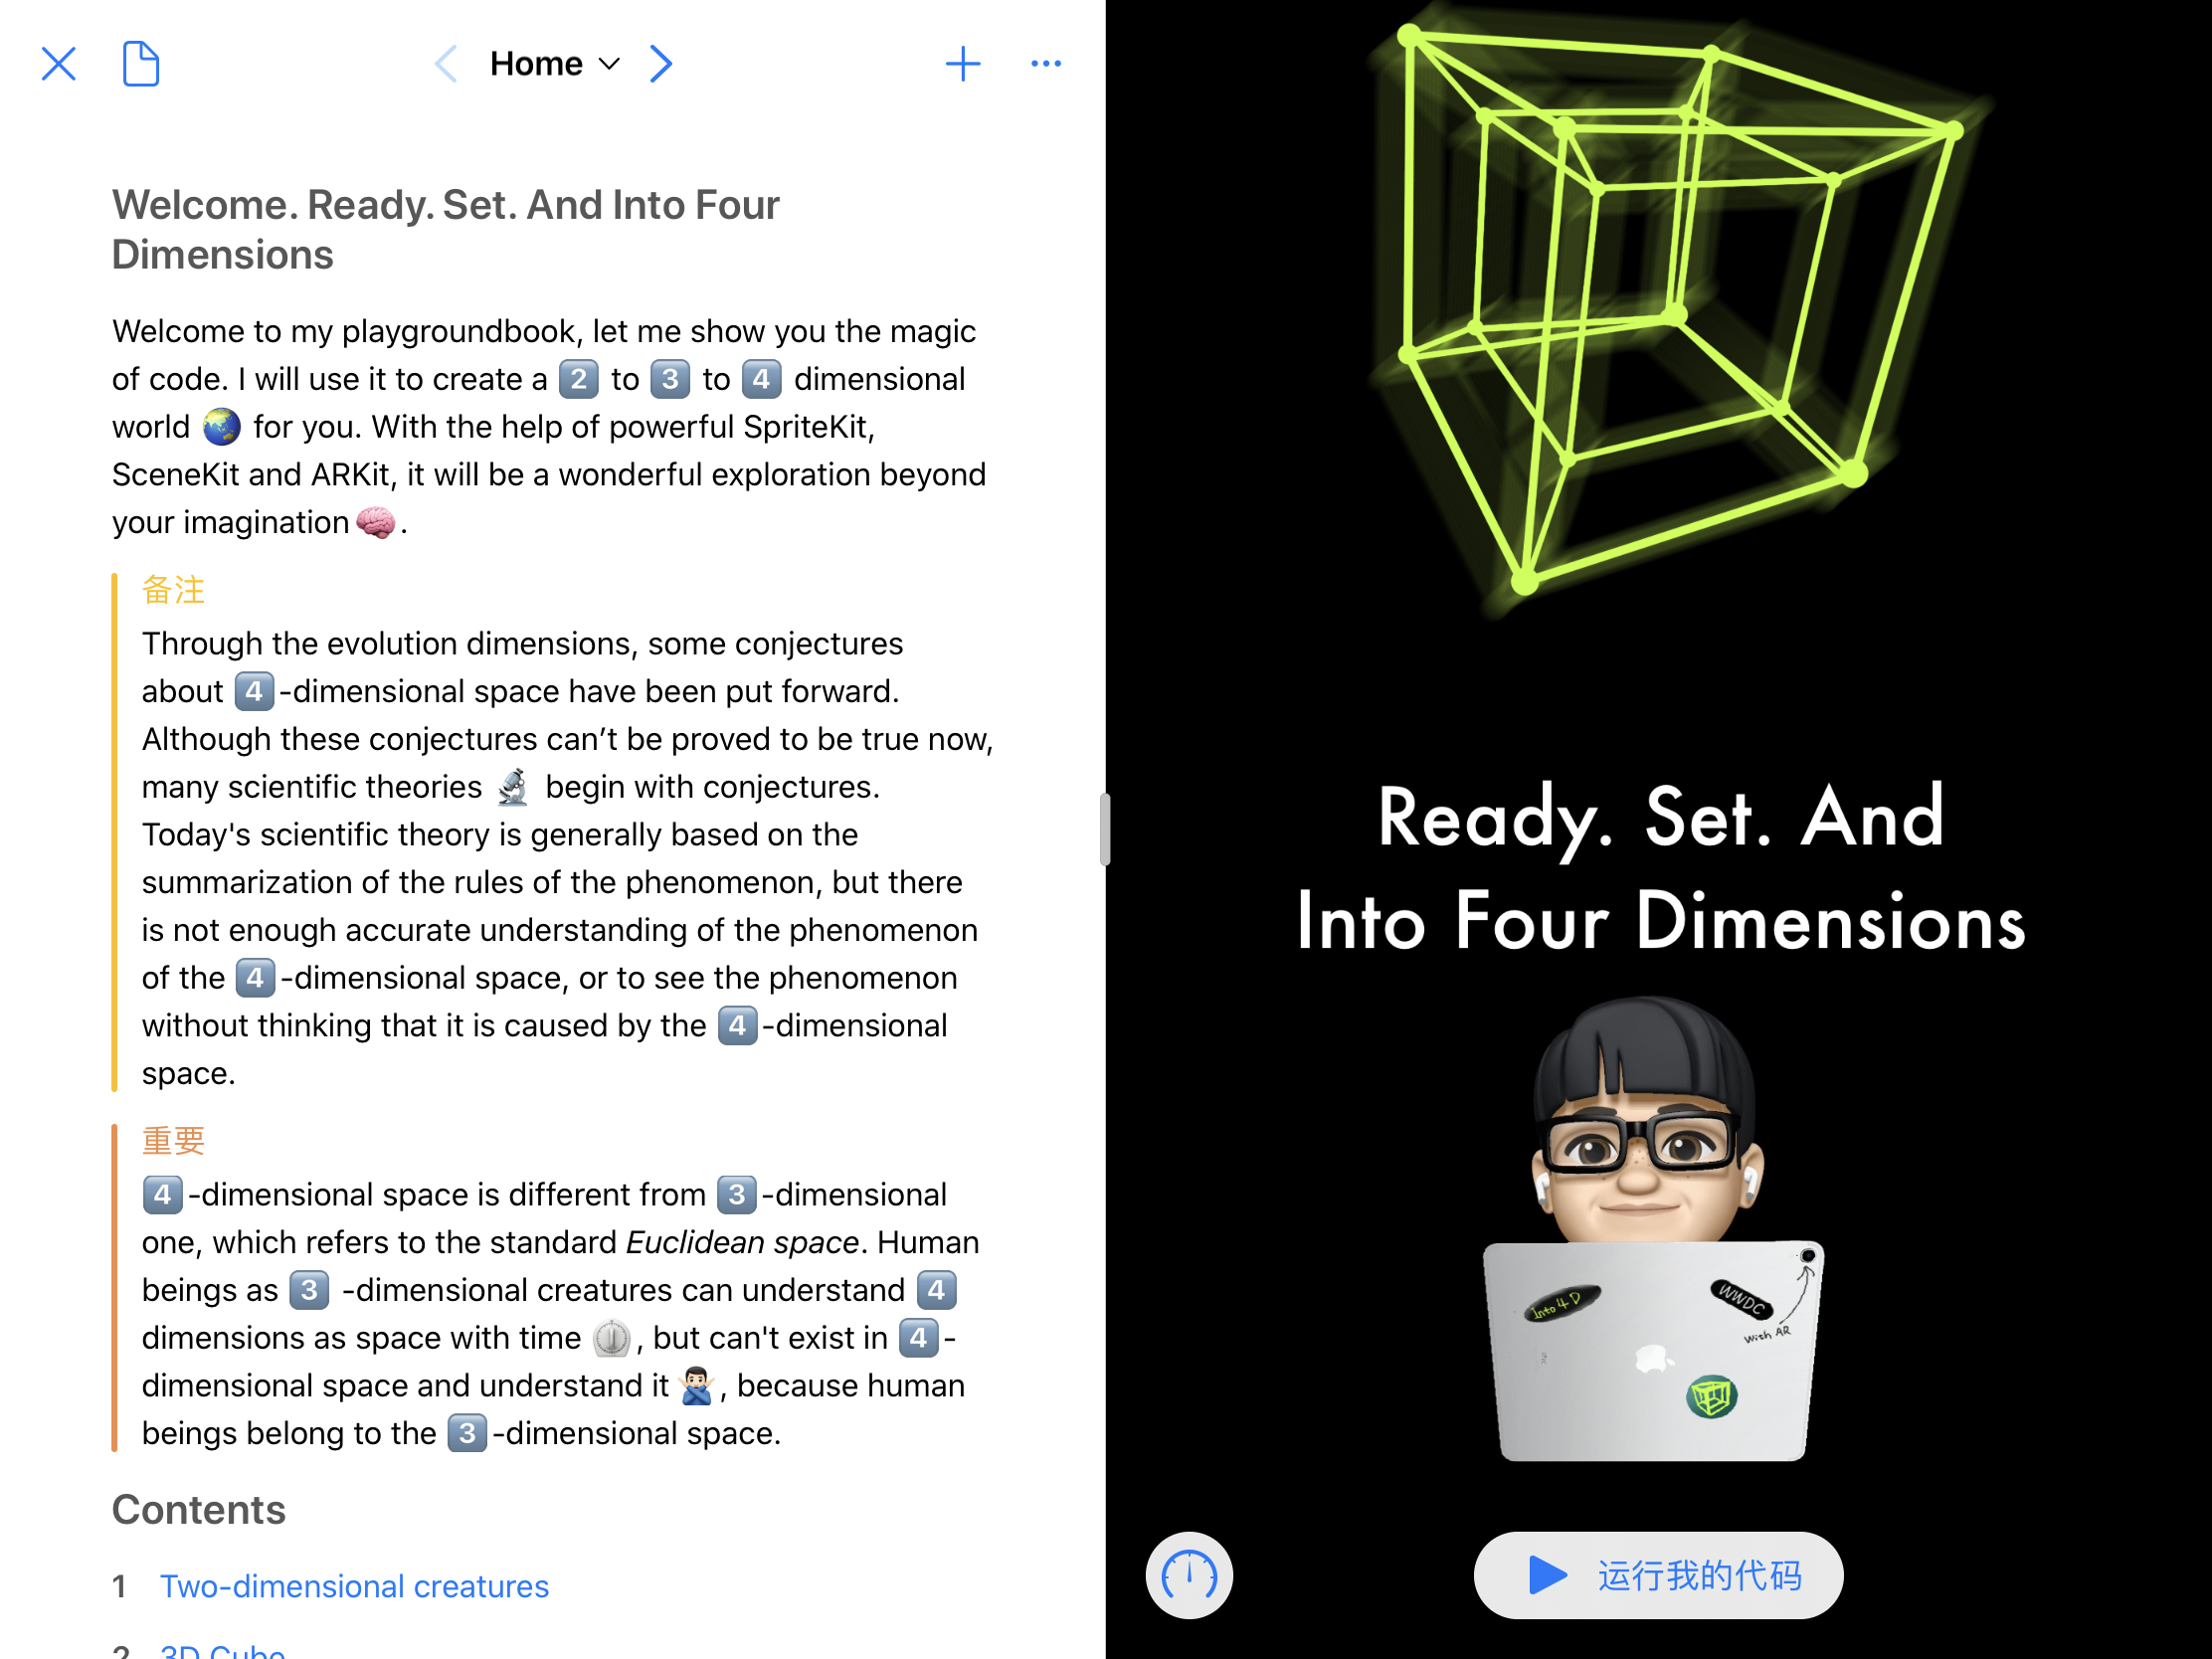 Home
Welcome. Ready. Set. And Into Four
Dimensions
Welcome to my playgroundbook, let me show you the magic
of code. I will use it to create a 2️⃣ to 3️⃣ to 4️⃣ dimensional
world 🌏 for you. With the help of powerful SpriteKit,
SceneKit and ARKit, it will be a wonderful exploration beyond
your imagination🧠.
备注
Through the evolution dimensions, some conjectures
about 4️⃣-dimensional space have been put forward.
Although these conjectures can’t be proved to be true now,
many scientific theories 🔬 begin with conjectures.
Today's scientific theory is generally based on the
summarization of the rules of the phenomenon, but there
is not enough accurate understanding of the phenomenon
of the 4️⃣-dimensional space, or to see the phenomenon
without thinking that it is caused by the 4️⃣-dimensional
space.
重要
4️⃣-dimensional space is different from 3️⃣-dimensional
one, which refers to the standard Euclidean space. Human
beings as 3️⃣ -dimensional creatures can understand 4️⃣
dimensions as space with time ⏲, but can't exist in 4️⃣-
dimensional space and understand it🙅🏻‍♂️, because human
beings belong to the 3️⃣-dimensional space.
Contents
1 Two-dimensional creatures
2 3D Cube
Ready. Set. And
Into Four Dimensions
Into 4 D
WWDC
With AR
运行我的代码